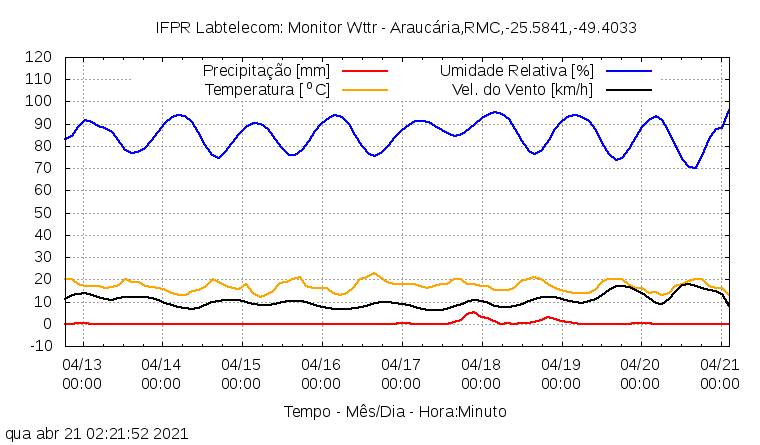 IFPR Labtelecom: Monitor Wttr - Araucária,RMC,-25.5841,-49.4033
120
110
100
90
80
70
60
50
40
30
20
10
0
-10
Precipitação [mm]
Temperatura [ ⁰C]
Umidade Relativa [%]
Vel. do Vento [km/h]
04/13 04/14 04/15 04/16 04/17 04/18 04/19 04/20 04/21
00:00 00:00 00:00 00:00 00:00 00:00 00:00 00:00 00:00
Tempo - Mês/Dia - Hora:Minuto
qua abr 21 02:21:52 2021